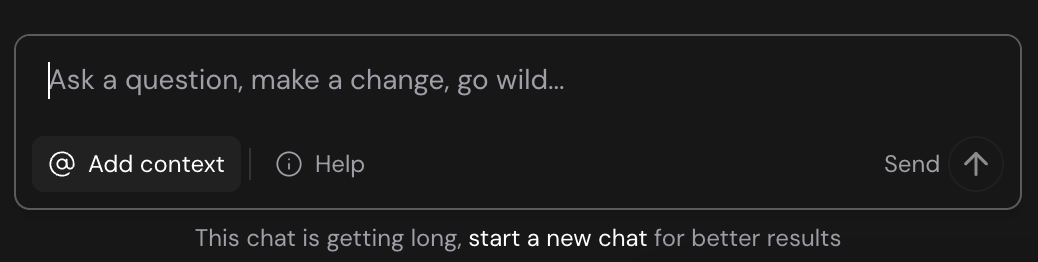 Ask a question, make a change, go wild...
@ Add context Help Send
This chat is getting long, start a new chat for better results